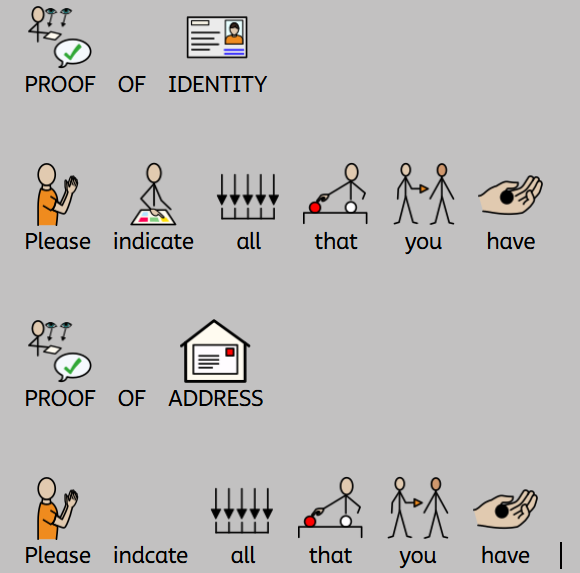 PROOF OF IDENTITY
Please indicate all that you have
PROOF OF ADDRESS
Please indcate all that you have